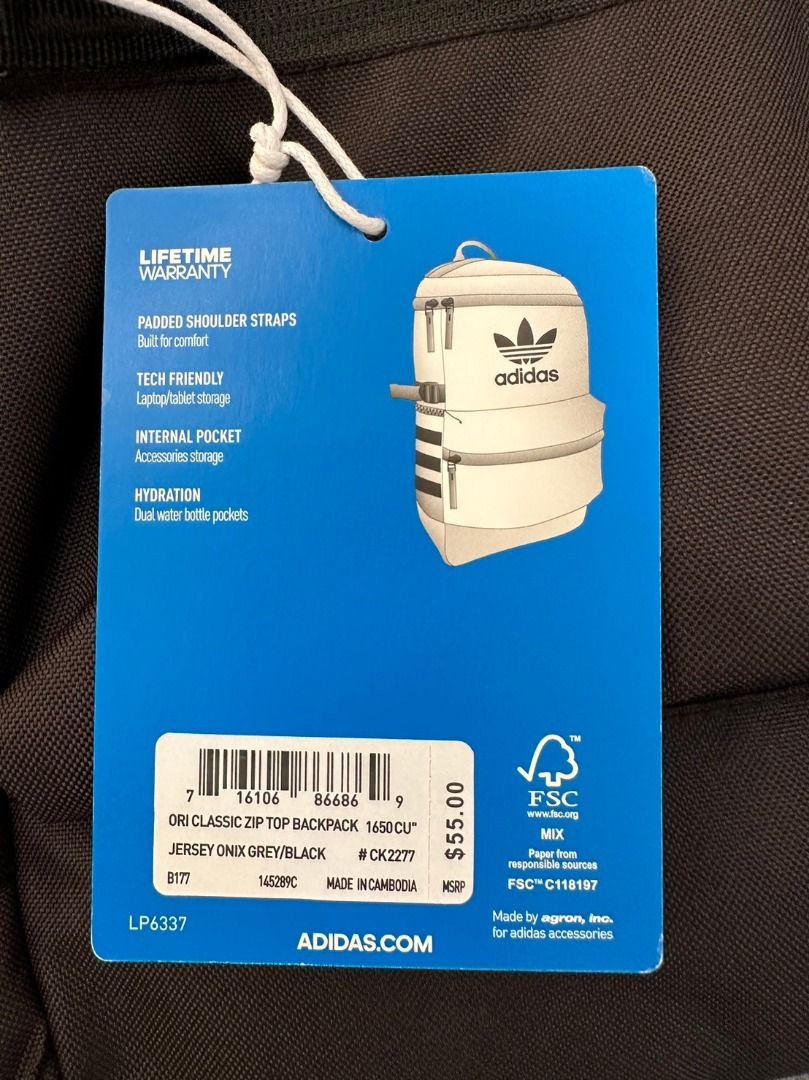 LIFETIME
WARRANTY
PADDED SHOULDER STRAPS
Built for comfort
TECH FRIENDLY
Laptop/tablet storage
INTERNAL POCKET
Accessories storage
HYDRATION
Dual water bottle pockets
adidas
7 16106 86686 9
ORI CLASSIC ZIP TOP BACKPACK 1650 CU"
JERSEY ONIX GREY/BLACK # CK2277
B177 145289C MADE IN CAMBODIA
$55.00
MSRP
TM
FSC
www.fsc.org
MIX
Paper from
responsible sources
FSC™ C118197
LP6337
ADIDAS.COM
Made by agron, inc.
for adidas accessories